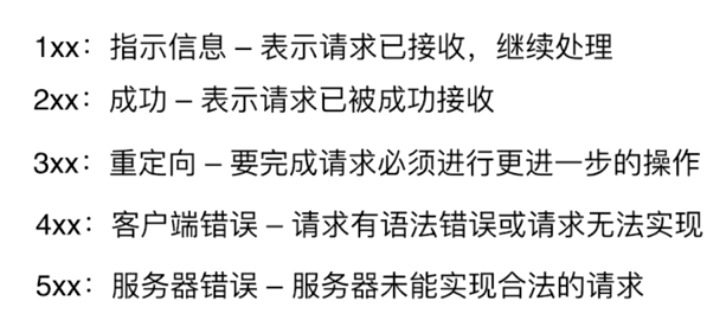 1xx：指示信息 – 表示请求已接收，继续处理
2xx：成功 – 表示请求已被成功接收
3xx：重定向 – 要完成请求必须进行更进一步的操作
4xx：客户端错误 – 请求有语法错误或请求无法实现
5xx：服务器错误 – 服务器未能实现合法的请求